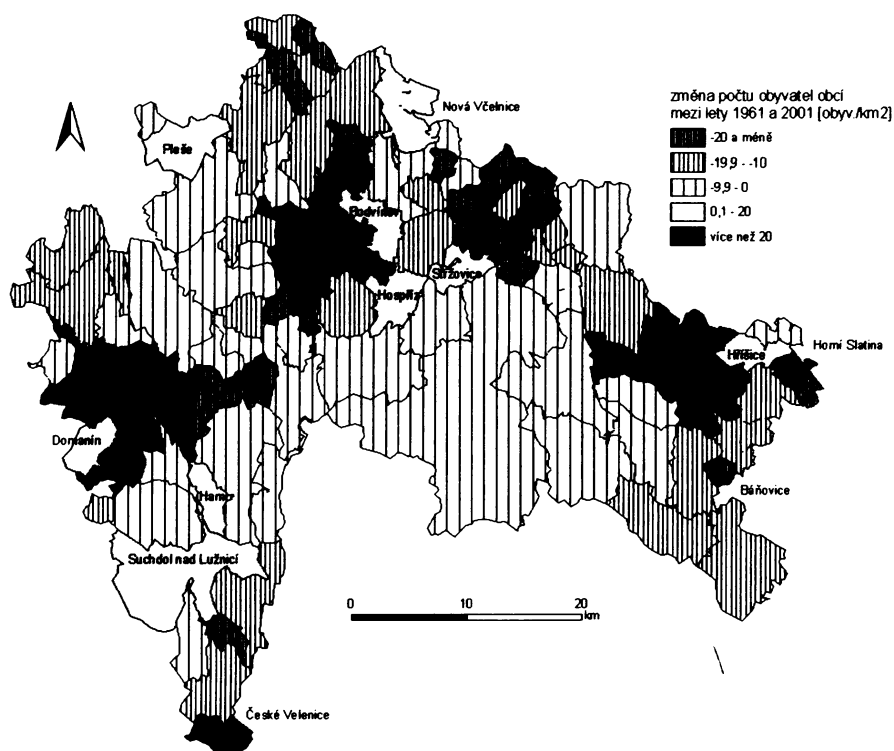 Nová Včelnice
změna počtu obyvatel obcí
mezi lety 1961 a 2001 [obyv./km2]
-20 a méně
-19,9 - -10
-9,9 - 0
0,1 - 20
více než 20
Pleše
Bodvínov
Střížovice
Hospříz
Horní Slatina
Hříšice
Domanín
Hamr
Báňovice
Suchdol nad Lužnicí
0 10 20
km
České Velenice